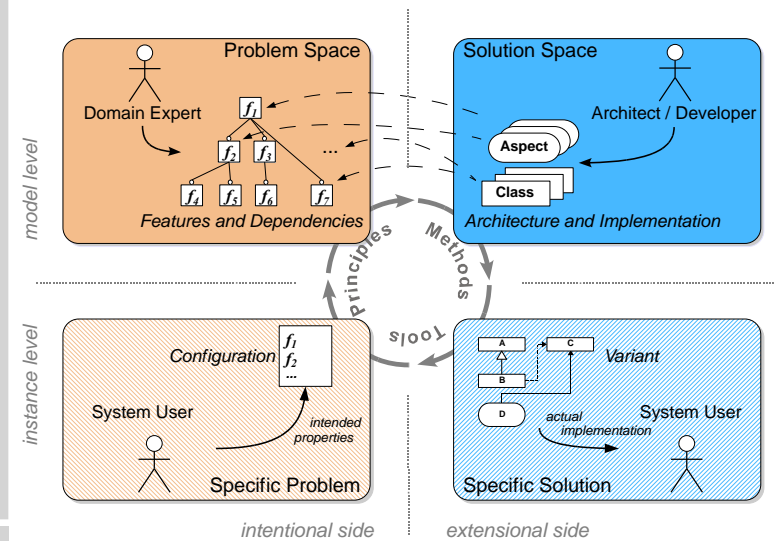 Problem Space
Domain Expert
f1
f2
f3
...
f4
f5
f6
f7
Features and Dependencies
Solution Space
Architect / Developer
Aspect
Class
Architecture and Implementation
model level
Principles
Methods
Tools
instance level
Configuration
f1
f2
...
System User
intended
properties
Specific Problem
A
C
B
D
Variant
actual
implementation
System User
Specific Solution
intentional side
extensional side